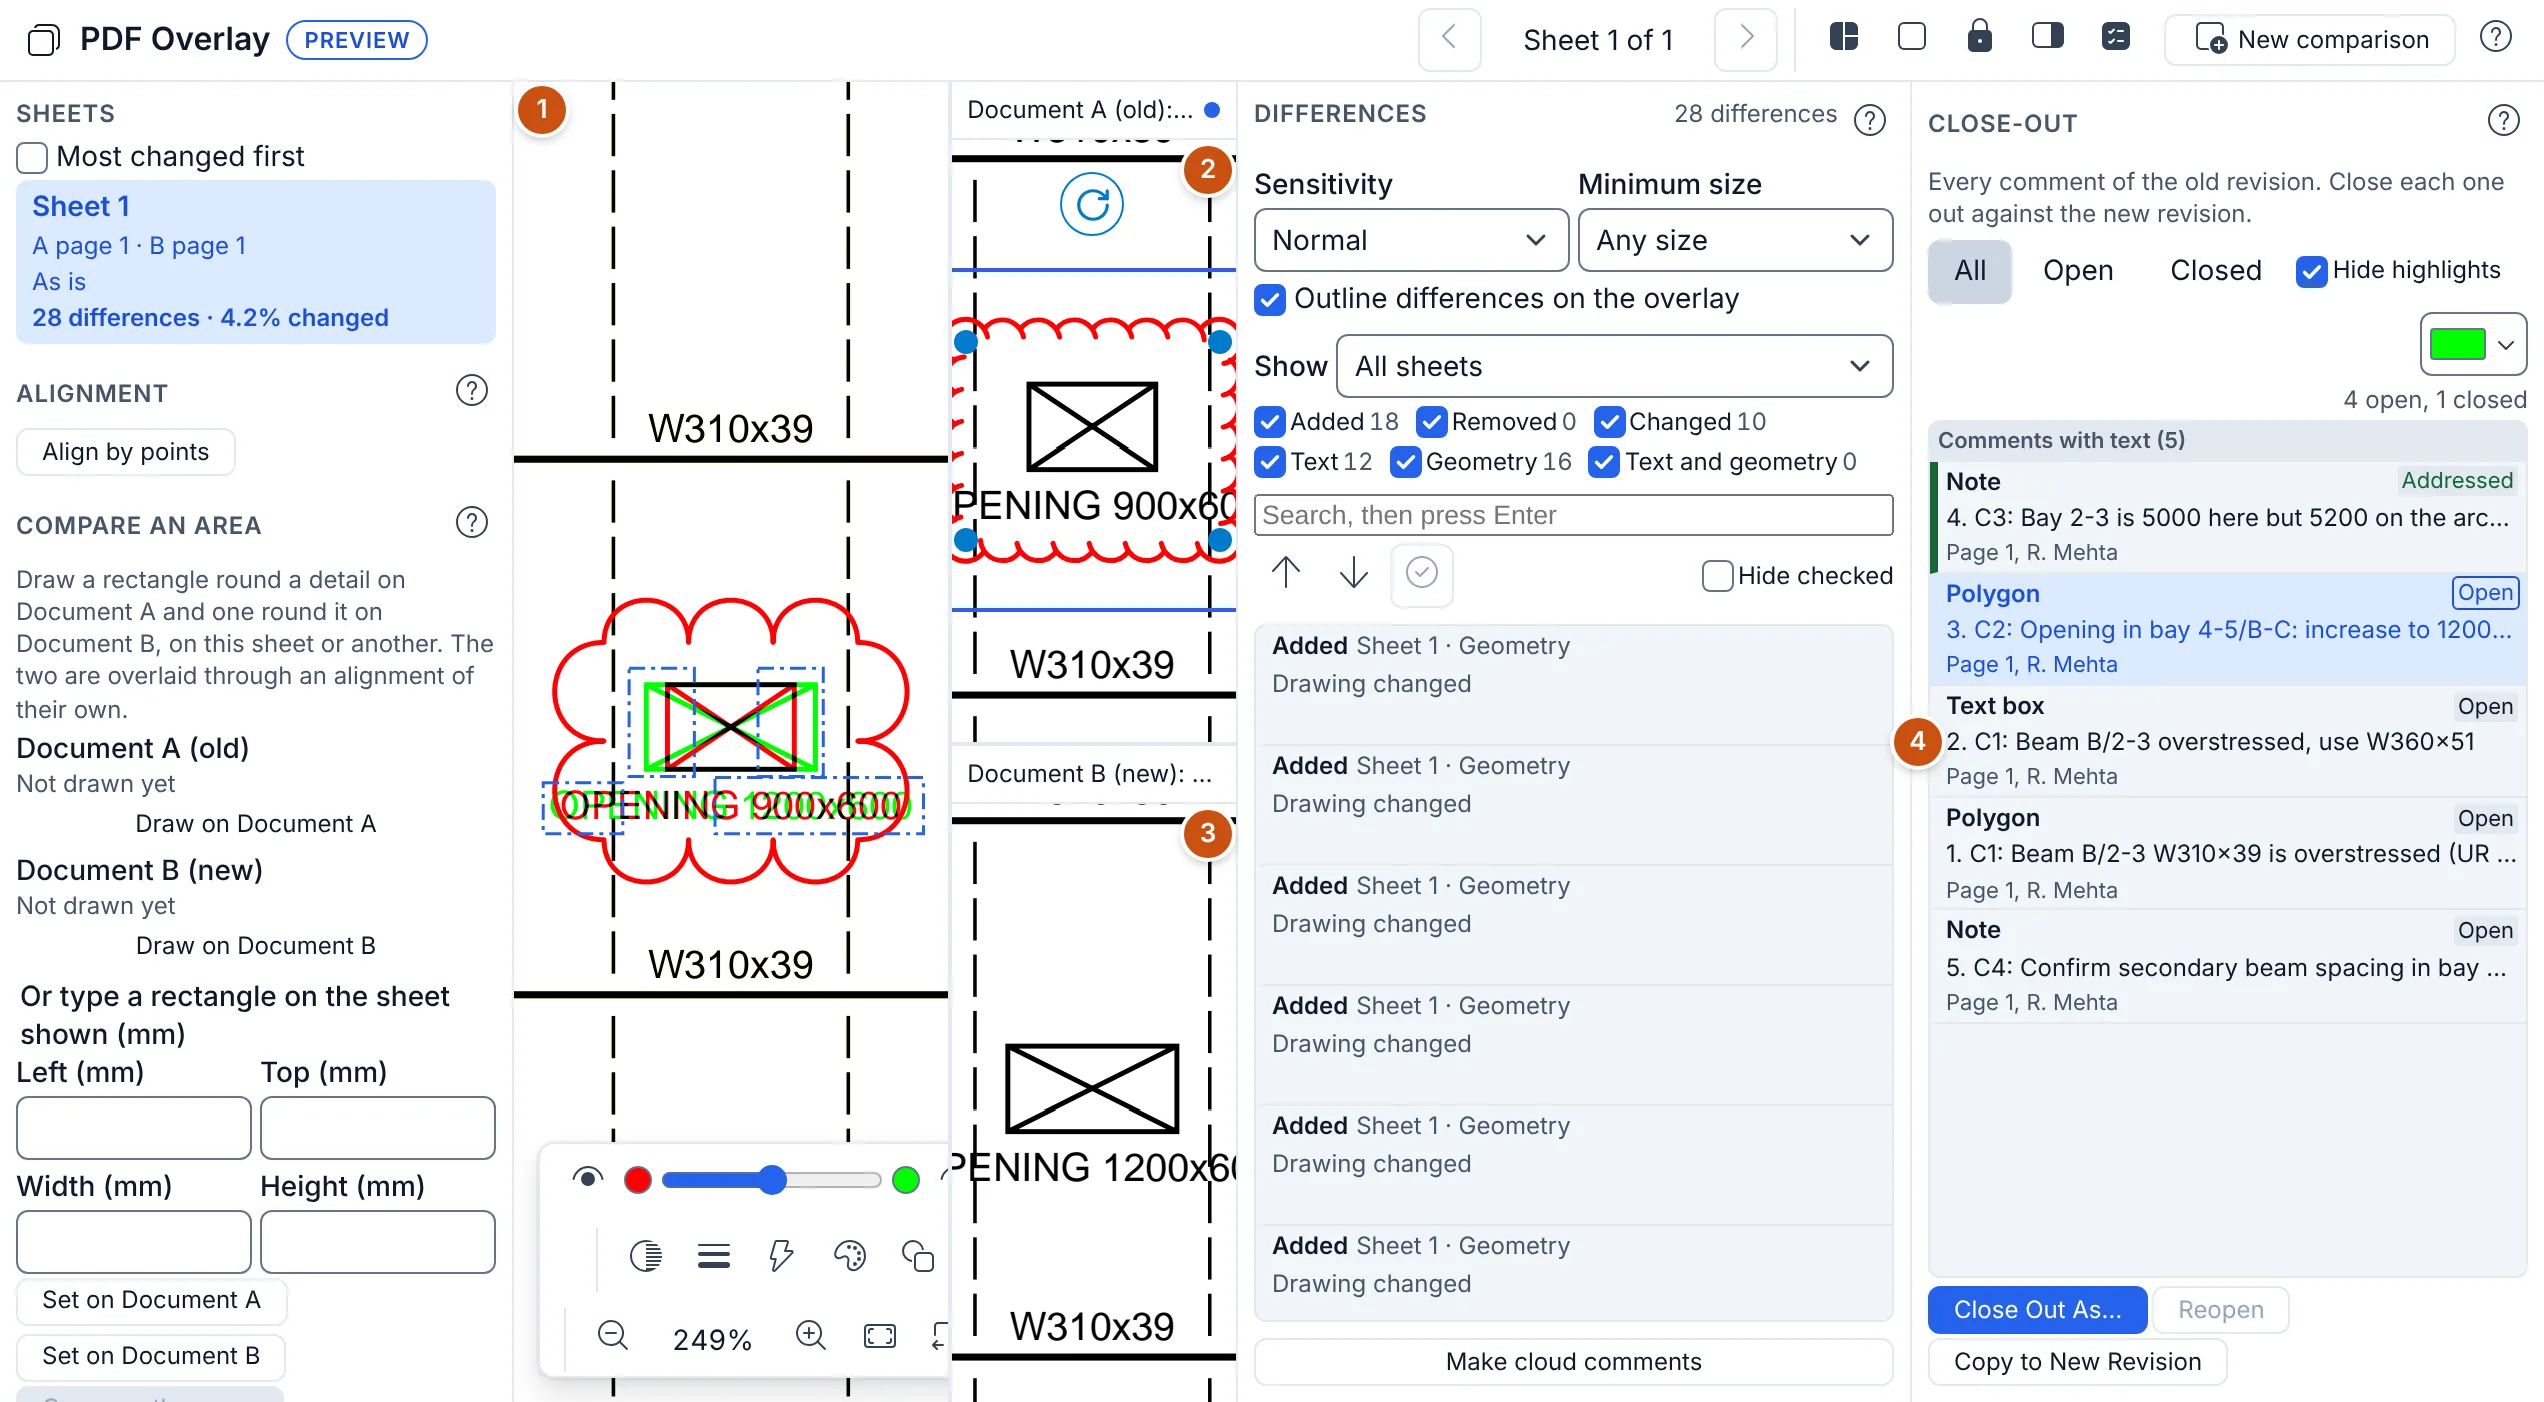 PDF Overlay PREVIEW
Sheet 1 of 1
New comparison
SHEETS
Most changed first
Sheet 1
A page 1 · B page 1
As is
28 differences · 4.2% changed
ALIGNMENT
Align by points
COMPARE AN AREA
Draw a rectangle round a detail on
Document A and one round it on
Document B, on this sheet or another. The
two are overlaid through an alignment of
their own.
Document A (old)
Not drawn yet
Draw on Document A
Document B (new)
Not drawn yet
Draw on Document B
Or type a rectangle on the sheet
shown (mm)
Left (mm) Top (mm)
Width (mm) Height (mm)
Set on Document A
Set on Document B
1
W310x39
OPENING 900x600
W310x39
249%
Document A (old):...
2
PENING 900x60
W310x39
Document B (new): ...
3
PENING 1200x60
W310x39
DIFFERENCES
28 differences
Sensitivity Minimum size
Normal Any size
Outline differences on the overlay
Show All sheets
Added 18 Removed 0 Changed 10
Text 12 Geometry 16 Text and geometry 0
Search, then press Enter
Hide checked
Added Sheet 1 · Geometry
Drawing changed
Added Sheet 1 · Geometry
Drawing changed
Added Sheet 1 · Geometry
Drawing changed
Added Sheet 1 · Geometry
Drawing changed
Added Sheet 1 · Geometry
Drawing changed
Added Sheet 1 · Geometry
Drawing changed
Make cloud comments
CLOSE-OUT
Every comment of the old revision. Close each one
out against the new revision.
All Open Closed Hide highlights
4 open, 1 closed
Comments with text (5)
Note Addressed
4. C3: Bay 2-3 is 5000 here but 5200 on the arc...
Page 1, R. Mehta
Polygon Open
3. C2: Opening in bay 4-5/B-C: increase to 1200...
Page 1, R. Mehta
Text box Open
4
2. C1: Beam B/2-3 overstressed, use W360×51
Page 1, R. Mehta
Polygon Open
1. C1: Beam B/2-3 W310×39 is overstressed (UR ...
Page 1, R. Mehta
Note Open
5. C4: Confirm secondary beam spacing in bay ...
Page 1, R. Mehta
Close Out As... Reopen
Copy to New Revision